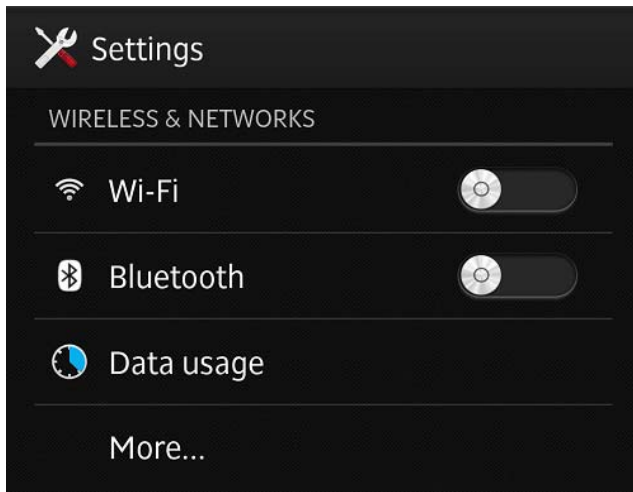 Settings
WIRELESS & NETWORKS
Wi-Fi
Bluetooth
Data usage
More...